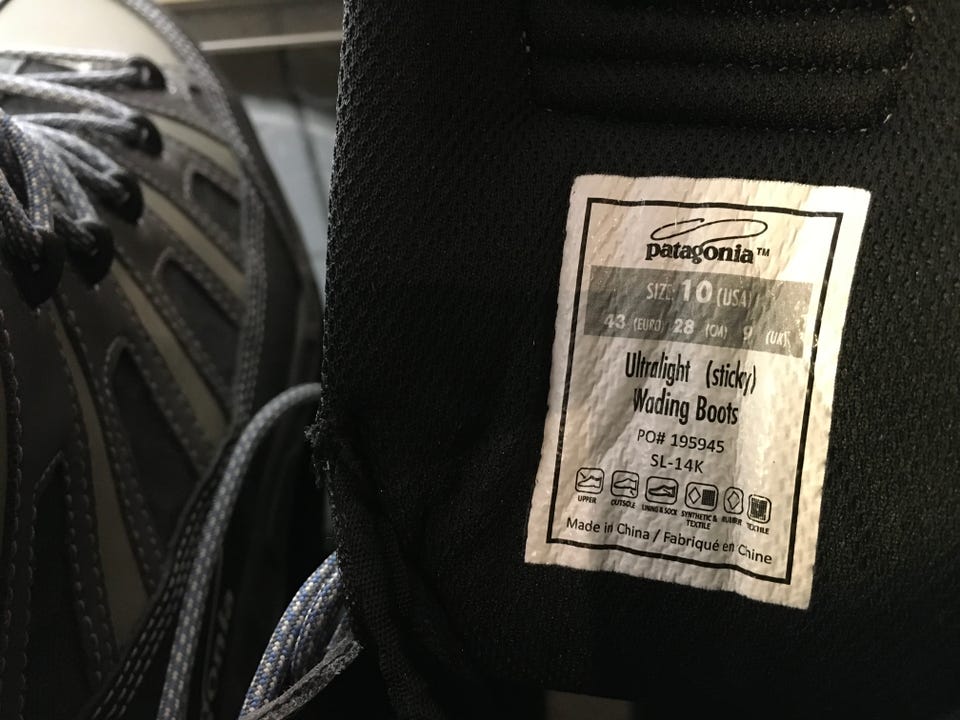 patagonia™
SIZE 10 (USA)
43 (EURO) 28 (CM) 9 (UK)
Ultralight (sticky)
Wading Boots
PO# 195945
SL-14K
UPPER OUTSOLE LINING & SOCK SYNTHETIC & TEXTILE RUBBER TEXTILE
Made in China / Fabriqué en Chine